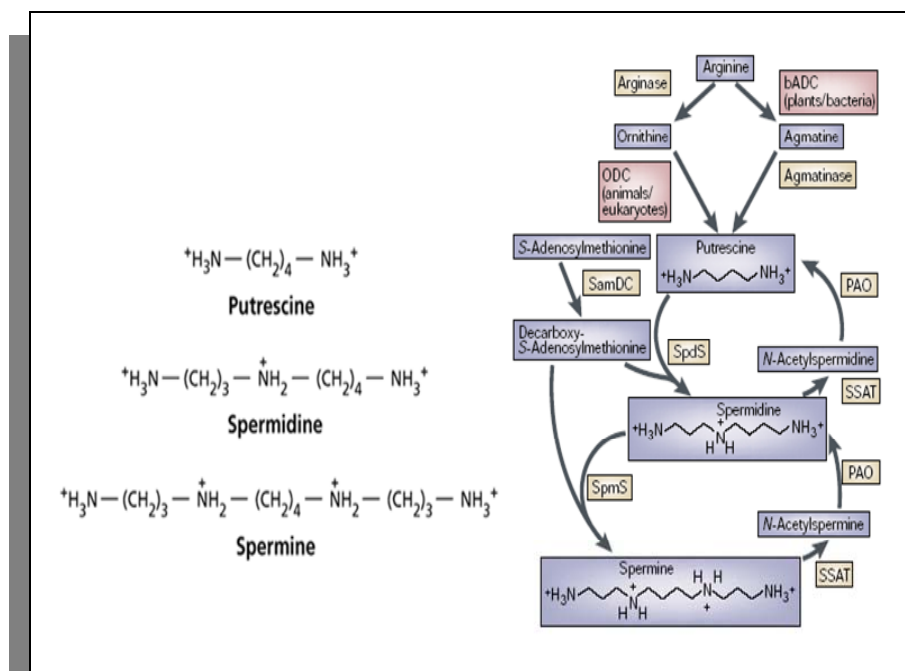 ⁺H₃N — (CH₂)₄ — NH₃⁺
Putrescine
⁺H₃N — (CH₂)₃ — N⁺H₂ — (CH₂)₄ — NH₃⁺
Spermidine
⁺H₃N — (CH₂)₃ — N⁺H₂ — (CH₂)₄ — N⁺H₂ — (CH₂)₃ — NH₃⁺
Spermine
Arginine
Arginase
bADC
(plants/bacteria)
Ornithine
Agmatine
ODC
(animals/
eukaryotes)
Agmatinase
S-Adenosylmethionine
Putrescine
⁺H₃N NH₃⁺
SamDC
PAO
Decarboxy-
S-Adenosylmethionine
SpdS
N-Acetylspermidine
SSAT
Spermidine
⁺H₃N N⁺ NH₃⁺
H H
PAO
SpmS
N-Acetylspermine
SSAT
Spermine
H H
⁺H₃N N⁺ N⁺ NH₃⁺
H H